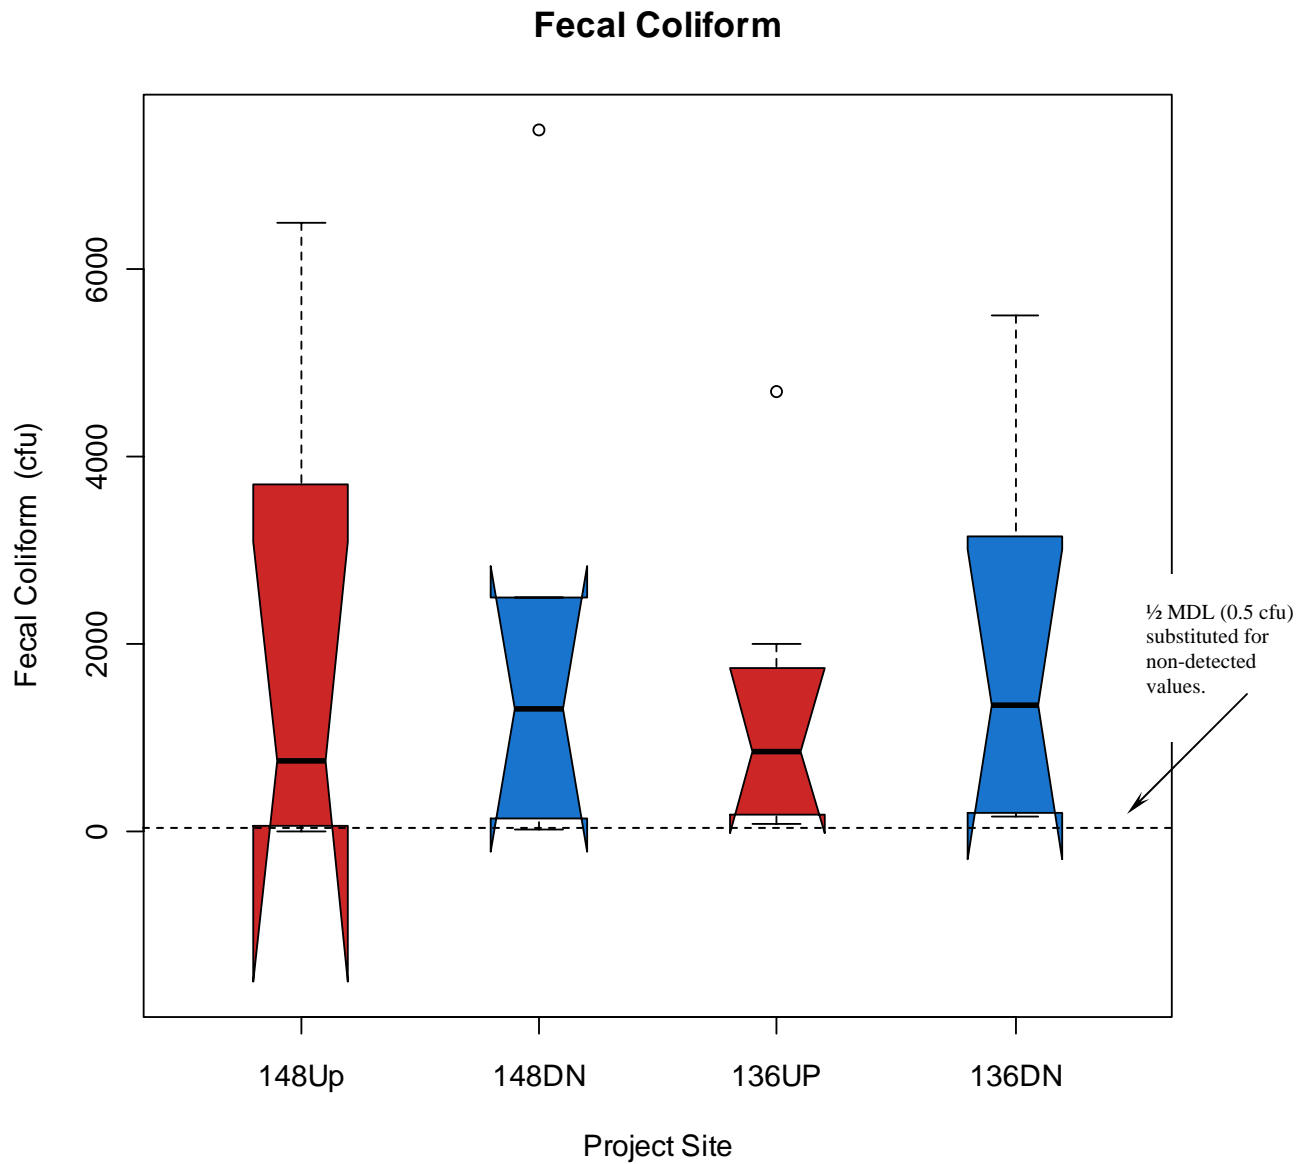 Fecal Coliform
Fecal Coliform (cfu)
6000
4000
2000
0
½ MDL (0.5 cfu)
substituted for
non-detected
values.
148Up
148DN
136UP
136DN
Project Site